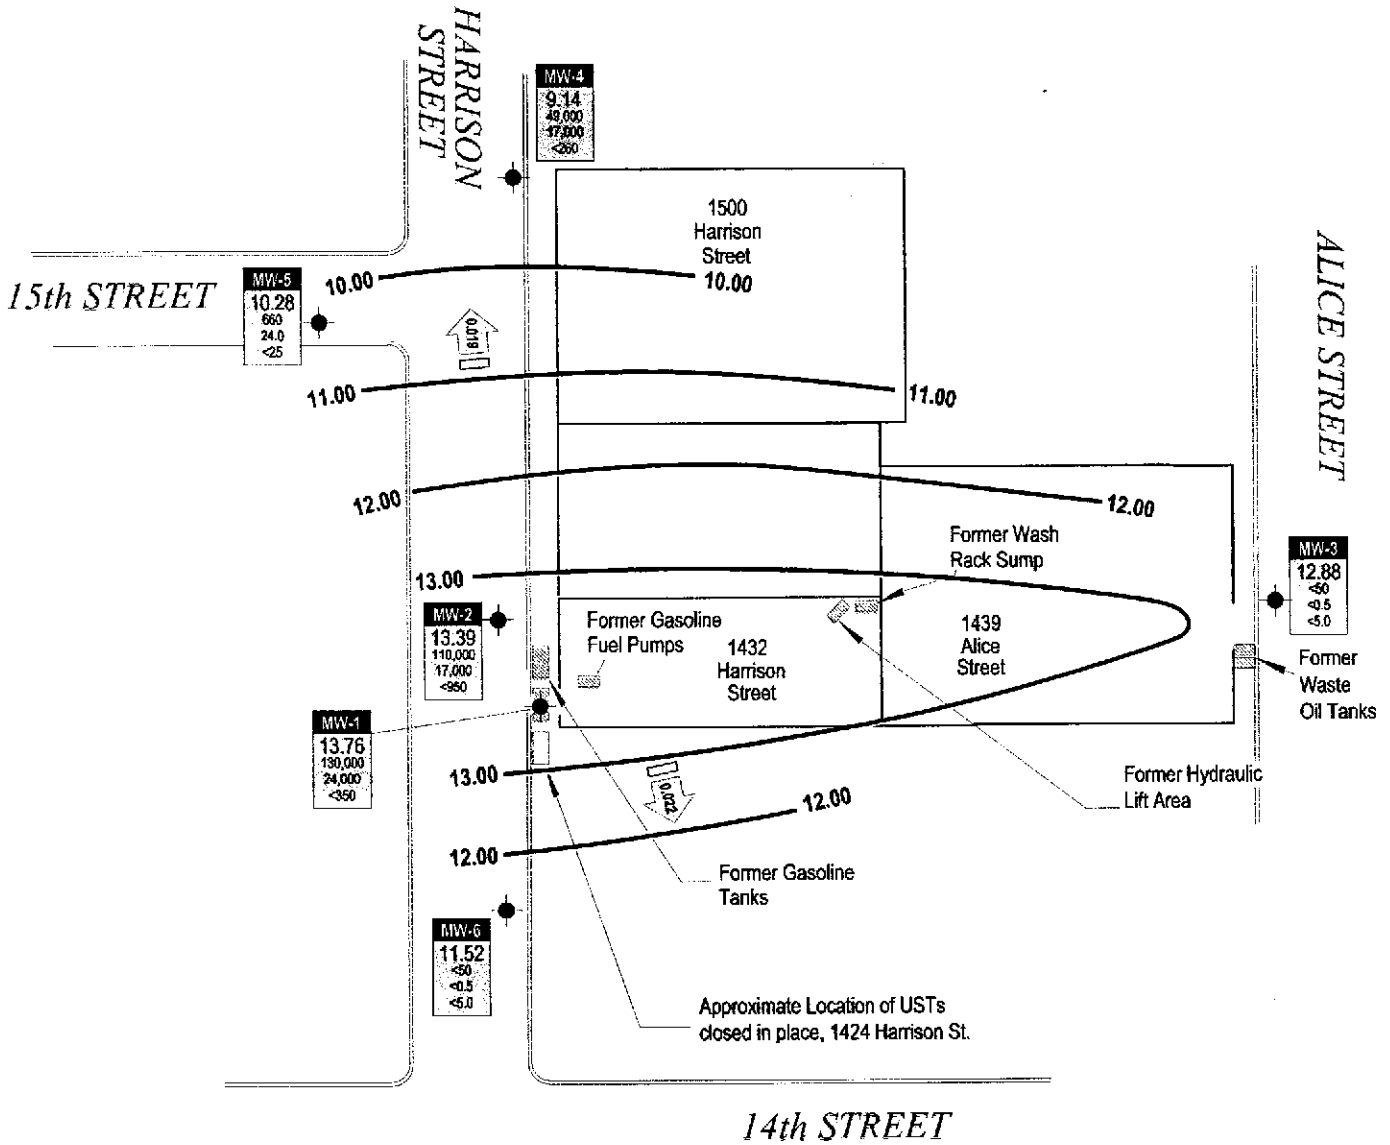 HARRISON
STREET
MW-4
9.14
49,000
17,000
<260
1500
Harrison
Street
ALICE STREET
15th STREET
MW-5
10.28
660
24.0
<25
10.00
10.00
0.019
11.00
11.00
12.00
12.00
Former Wash
Rack Sump
MW-3
12.88
<50
<0.5
<5.0
13.00
MW-2
13.39
110,000
17,000
<950
Former Gasoline
Fuel Pumps
1432
Harrison
Street
1439
Alice
Street
Former
Waste
Oil Tanks
MW-1
13.76
130,000
24,000
<350
13.00
0.022
Former Hydraulic
Lift Area
12.00
12.00
Former Gasoline
Tanks
MW-6
11.52
<50
<0.5
<5.0
Approximate Location of USTs
closed in place, 1424 Harrison St.
14th STREET